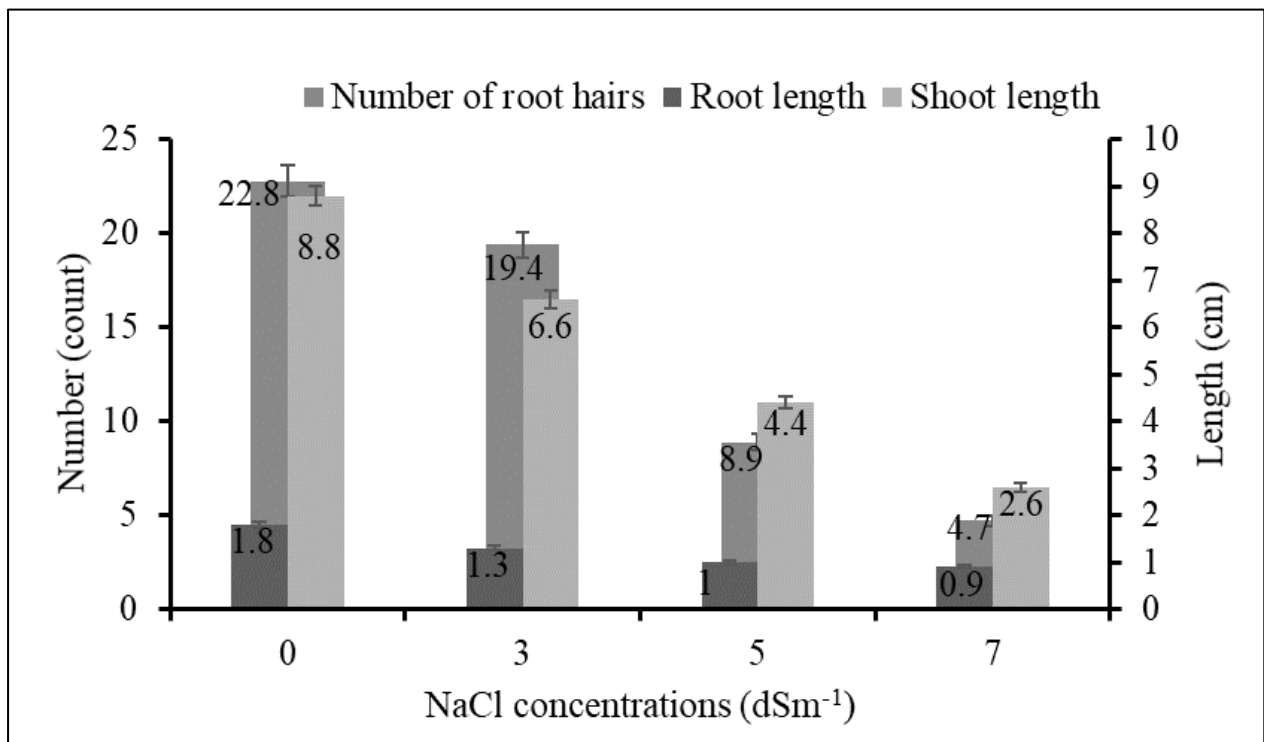 Number of root hairs Root length Shoot length
25 10
9
22.8 8.8
20 8
19.4
7
6.6
15 6
5
10 4
8.9 4.4
3
5 2
4.7 2.6
1.8 1.3 1 0.9
1
0 0
0 3 5 7
Number (count)
Length (cm)
NaCl concentrations (dSm⁻¹)